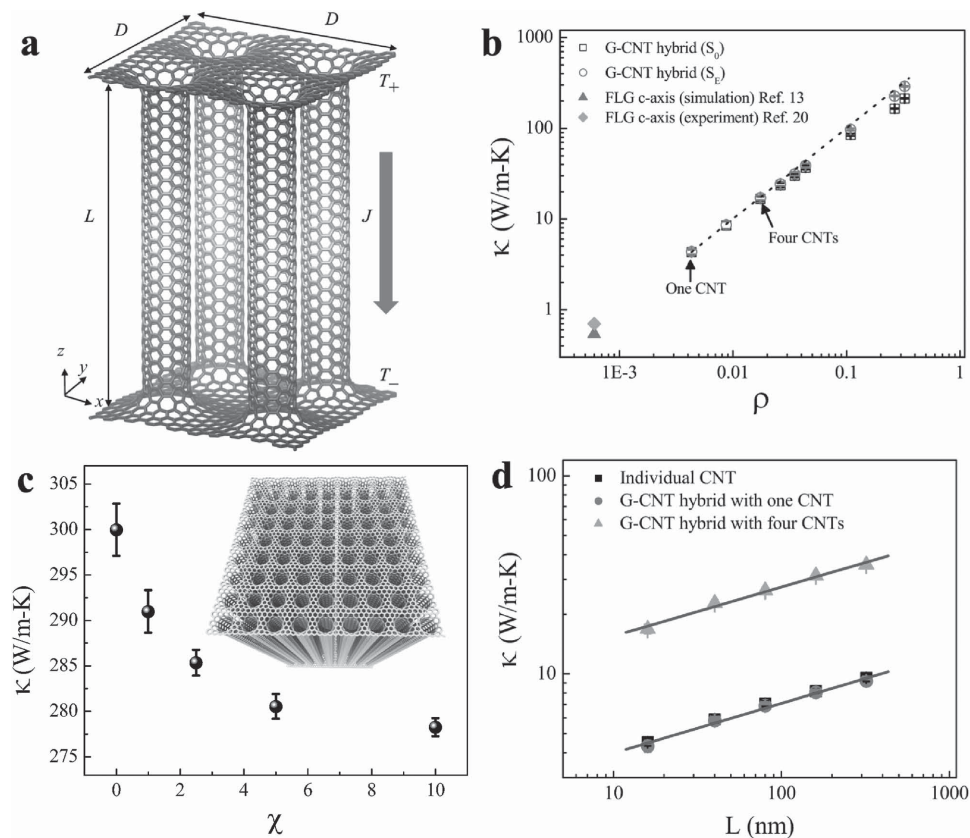 a
D
D
T₊
L
J
z
y
x
T₋
b
1000
100
10
1
κ (W/m-K)
G-CNT hybrid (S₀)
G-CNT hybrid (S_E)
FLG c-axis (simulation) Ref. 13
FLG c-axis (experiment) Ref. 20
Four CNTs
One CNT
1E-3
0.01
0.1
1
ρ
c
305
300
295
290
285
280
275
κ (W/m-K)
0
2
4
6
8
10
χ
d
100
10
κ (W/m-K)
Individual CNT
G-CNT hybrid with one CNT
G-CNT hybrid with four CNTs
10
100
1000
L (nm)